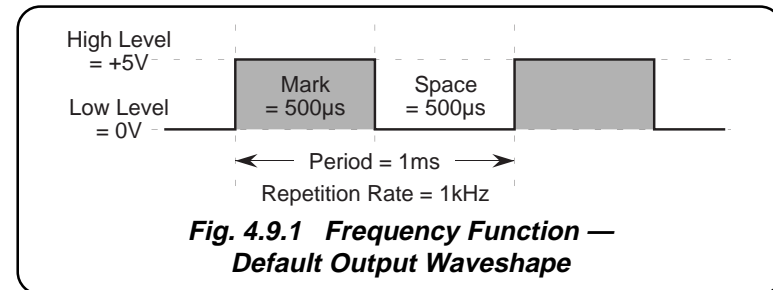 High Level
= +5V
Low Level
= 0V
Mark
= 500µs
Space
= 500µs
Period = 1ms
Repetition Rate = 1kHz
Fig. 4.9.1 Frequency Function —
Default Output Waveshape